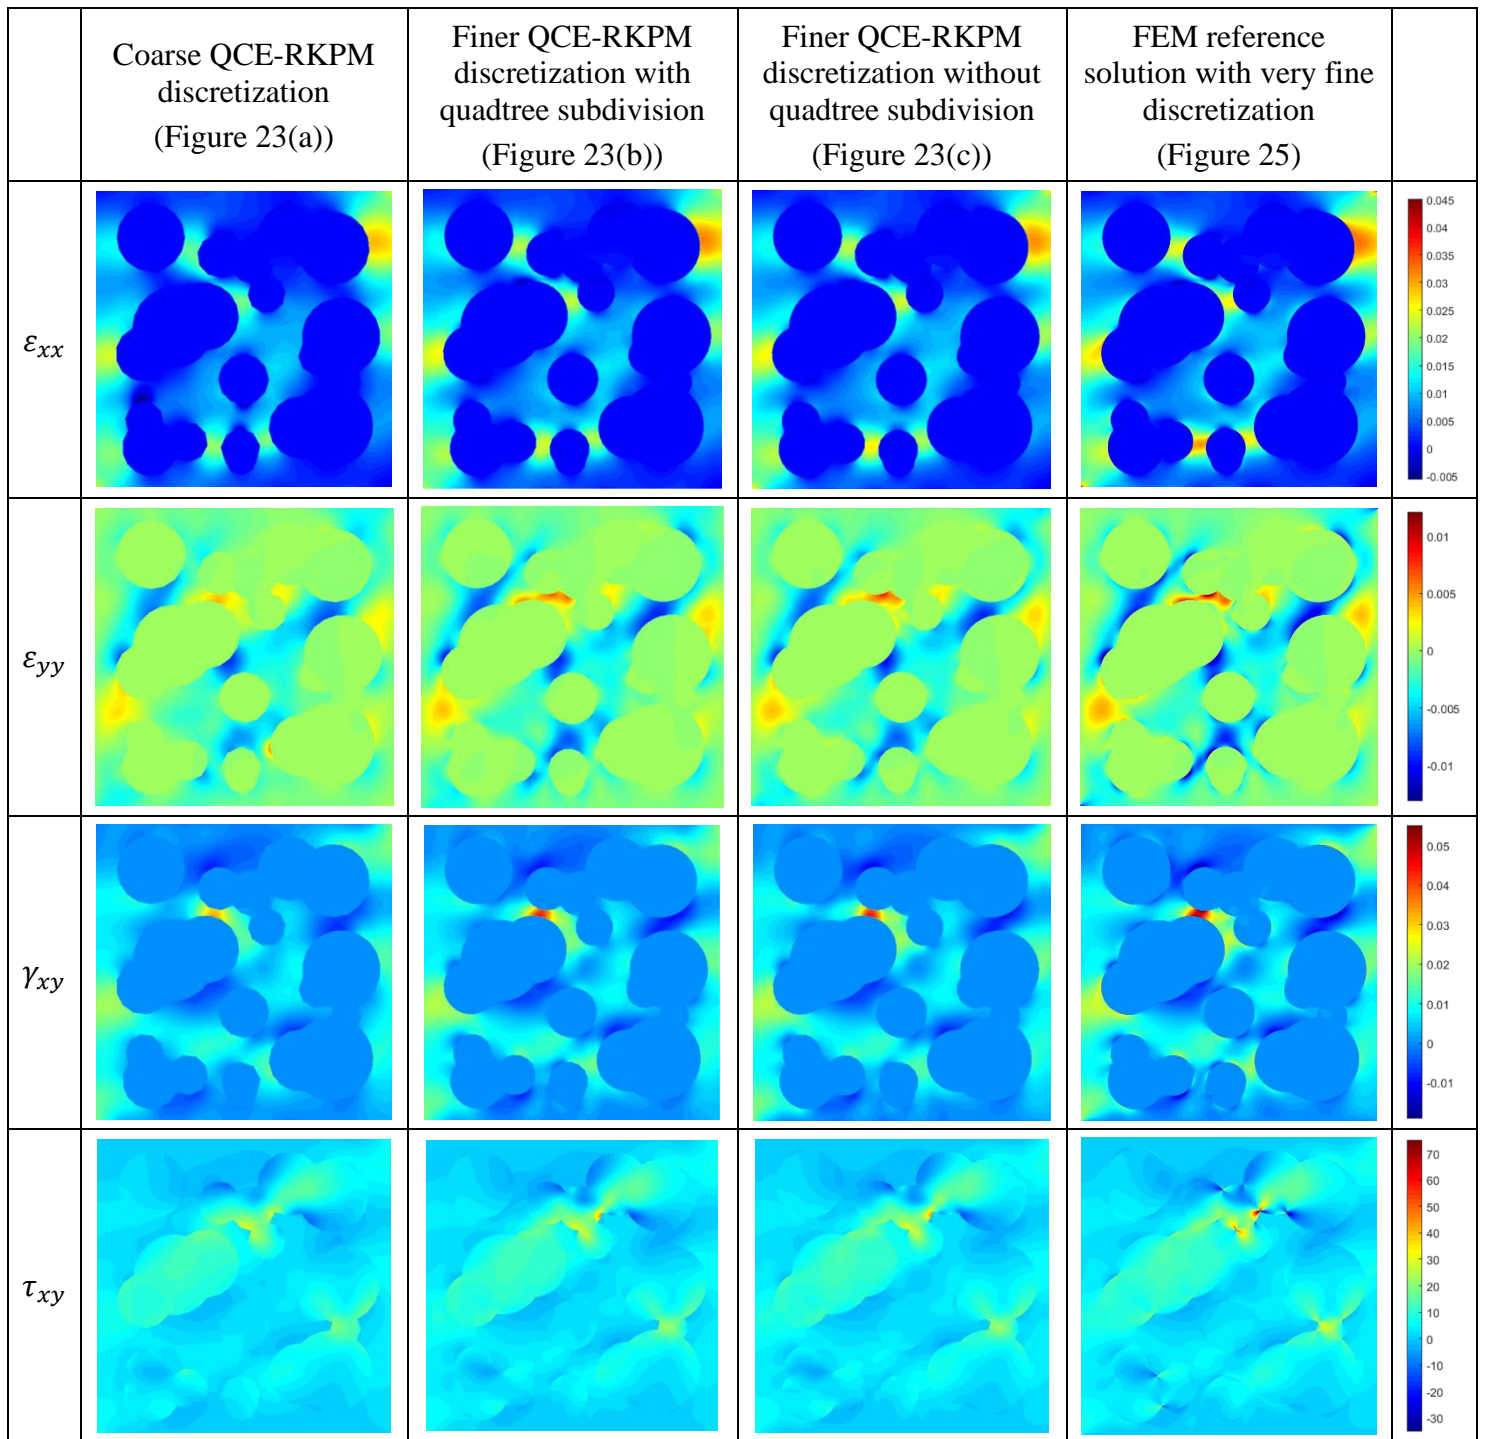 Coarse QCE-RKPM
discretization
(Figure 23(a))
Finer QCE-RKPM
discretization with
quadtree subdivision
(Figure 23(b))
Finer QCE-RKPM
discretization without
quadtree subdivision
(Figure 23(c))
FEM reference
solution with very fine
discretization
(Figure 25)
εxx
0.045
0.04
0.035
0.03
0.025
0.02
0.015
0.01
0.005
0
-0.005
εyy
0.01
0.005
0
-0.005
-0.01
γxy
0.05
0.04
0.03
0.02
0.01
0
-0.01
τxy
70
60
50
40
30
20
10
0
-10
-20
-30